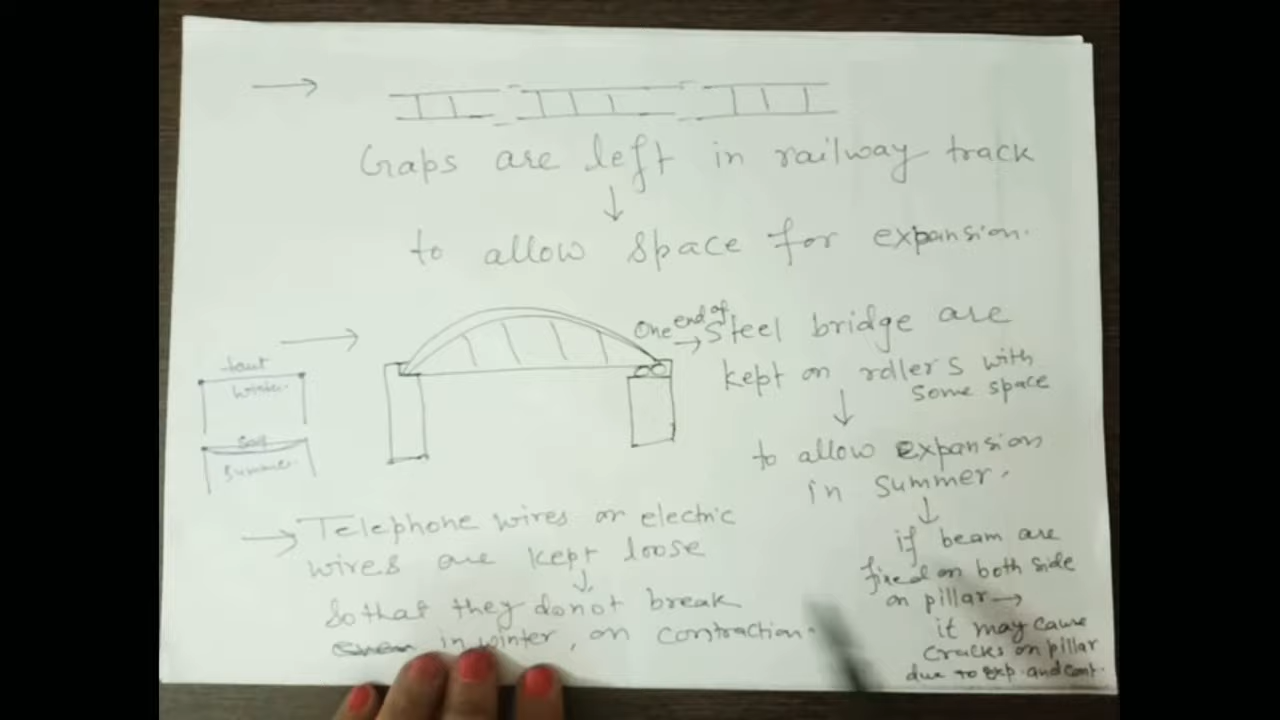 Gaps are left in railway track
↓
to allow space for expansion.
One end of
→ Steel bridge are
kept on rollers with
some space
↓
to allow expansion
in summer.
↓
if beam are
fixed on both side
on pillar →
it may cause
cracks on pillar
due to exp. and cont.
taut
winter
sag
summer
→ Telephone wires or electric
wires are kept loose
↓
So that they donot break
in winter, on contraction.